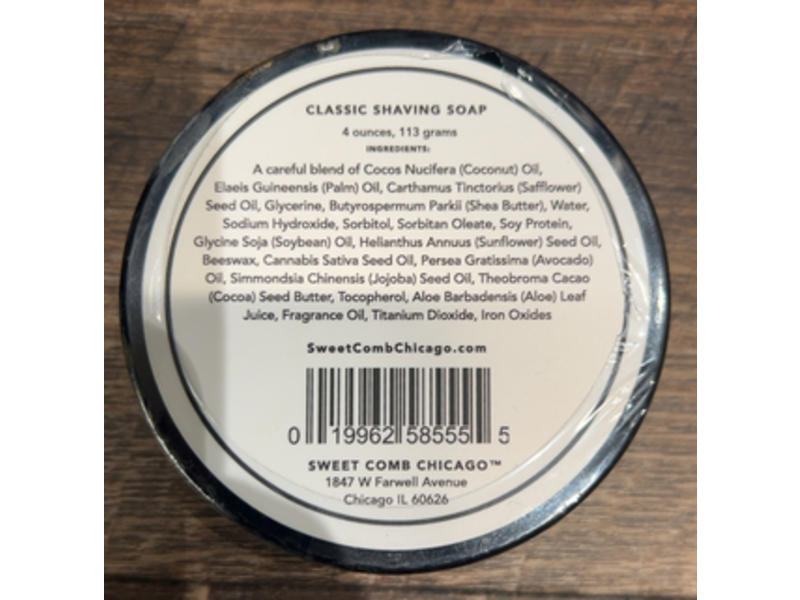 CLASSIC SHAVING SOAP
4 ounces, 113 grams
INGREDIENTS:
A careful blend of Cocos Nucifera (Coconut) Oil,
Elaeis Guineensis (Palm) Oil, Carthamus Tinctorius (Safflower)
Seed Oil, Glycerine, Butyrospermum Parkii (Shea Butter), Water,
Sodium Hydroxide, Sorbitol, Sorbitan Oleate, Soy Protein,
Glycine Soja (Soybean) Oil, Helianthus Annuus (Sunflower) Seed Oil,
Beeswax, Cannabis Sativa Seed Oil, Persea Gratissima (Avocado)
Oil, Simmondsia Chinensis (Jojoba) Seed Oil, Theobroma Cacao
(Cocoa) Seed Butter, Tocopherol, Aloe Barbadensis (Aloe) Leaf
Juice, Fragrance Oil, Titanium Dioxide, Iron Oxides
SweetCombChicago.com
0 19962 58555 5
SWEET COMB CHICAGO™
1847 W Farwell Avenue
Chicago IL 60626